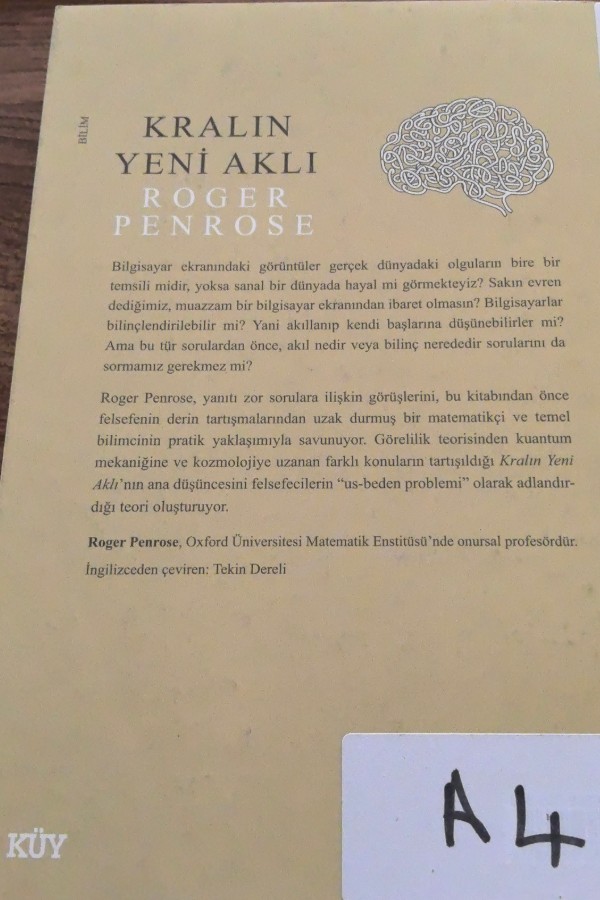 BİLİM
KRALIN
YENİ AKLI
ROGER
PENROSE
Bilgisayar ekranındaki görüntüler gerçek dünyadaki olguların bire bir
temsili midir, yoksa sanal bir dünyada hayal mi görmekteyiz? Sakın evren
dediğimiz, muazzam bir bilgisayar ekranından ibaret olmasın? Bilgisayarlar
bilinçlendirilebilir mi? Yani akıllanıp kendi başlarına düşünebilirler mi?
Ama bu tür sorulardan önce, akıl nedir veya bilinç nerededir sorularını da
sormamız gerekmez mi?
Roger Penrose, yanıtı zor sorulara ilişkin görüşlerini, bu kitabından önce
felsefenin derin tartışmalarından uzak durmuş bir matematikçi ve temel
bilimcinin pratik yaklaşımıyla savunuyor. Görelilik teorisinden kuantum
mekaniğine ve kozmolojiye uzanan farklı konuların tartışıldığı Kralın Yeni
Aklı'nın ana düşüncesini felsefecilerin “us-beden problemi” olarak adlandır-
dığı teori oluşturuyor.
Roger Penrose, Oxford Üniversitesi Matematik Enstitüsü'nde onursal profesördür.
İngilizceden çeviren: Tekin Dereli
KÜY
A4